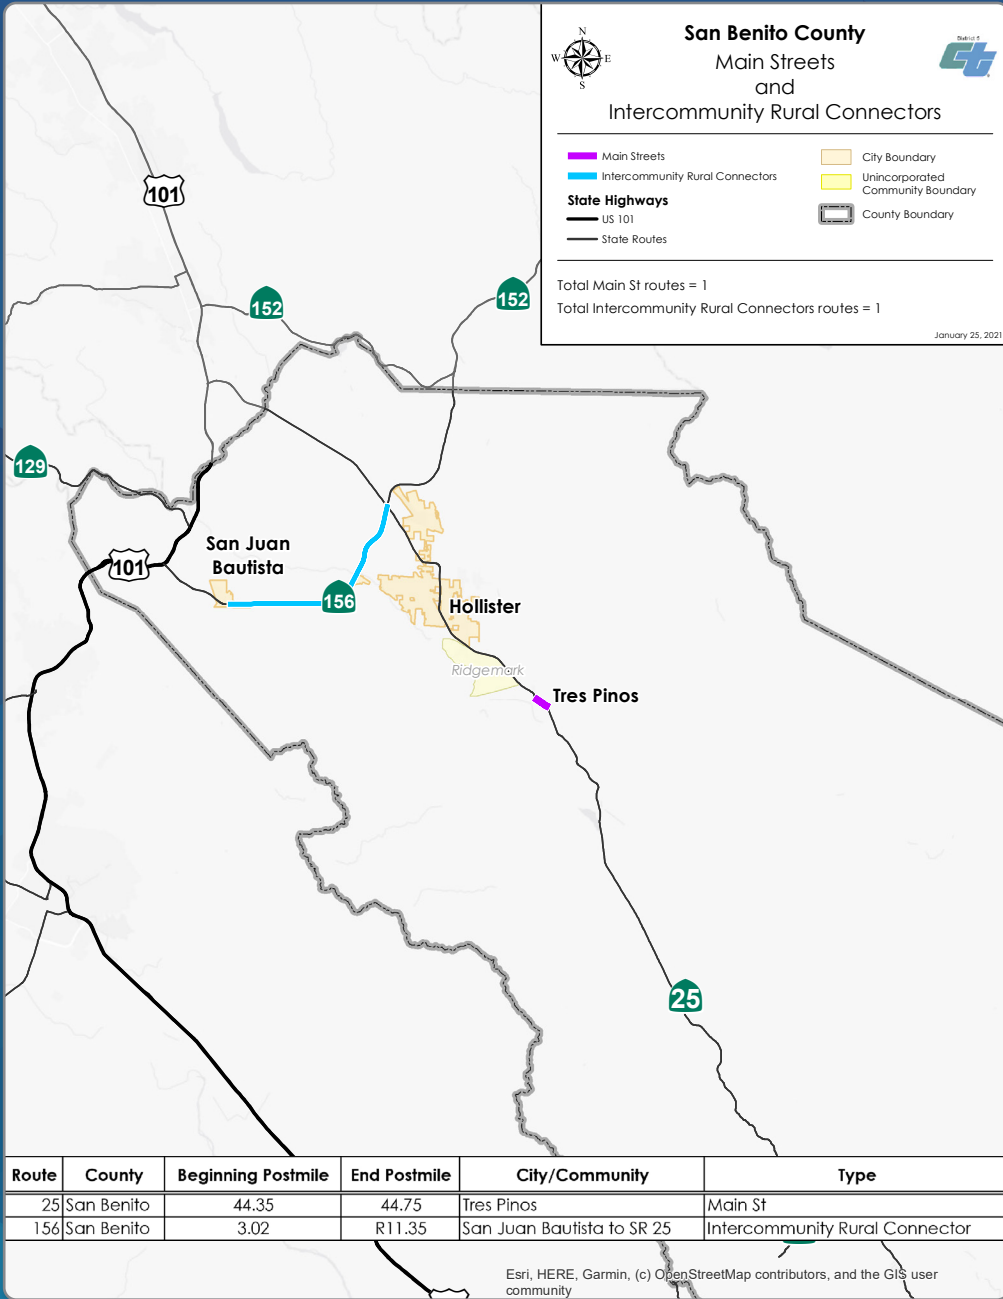 San Benito County
Main Streets
and
Intercommunity Rural Connectors
N
W E
S
District 5
Main Streets
Intercommunity Rural Connectors
State Highways
US 101
State Routes
City Boundary
Unincorporated
Community Boundary
County Boundary
Total Main St routes = 1
Total Intercommunity Rural Connectors routes = 1
January 25, 2021
101
152
152
129
101
San Juan
Bautista
156
Hollister
Ridgemark
Tres Pinos
25
Route County Beginning Postmile End Postmile City/Community Type
25 San Benito 44.35 44.75 Tres Pinos Main St
156 San Benito 3.02 R11.35 San Juan Bautista to SR 25 Intercommunity Rural Connector
Esri, HERE, Garmin, (c) OpenStreetMap contributors, and the GIS user
community